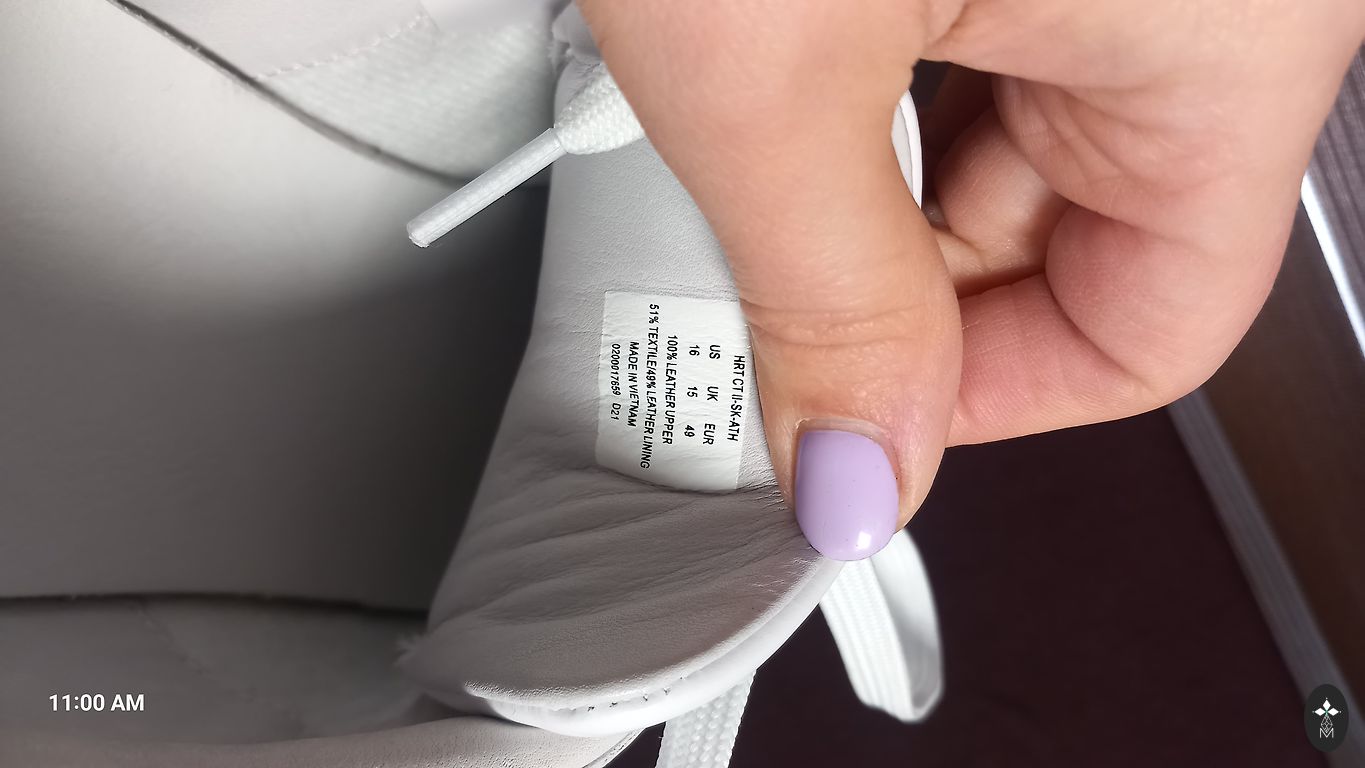 HRT CT II-SK-ATH
US UK EUR
16 15 49
100% LEATHER UPPER
51% TEXTILE/49% LEATHER LINING
MADE IN VIETNAM
0200017659 D21
11:00 AM
M